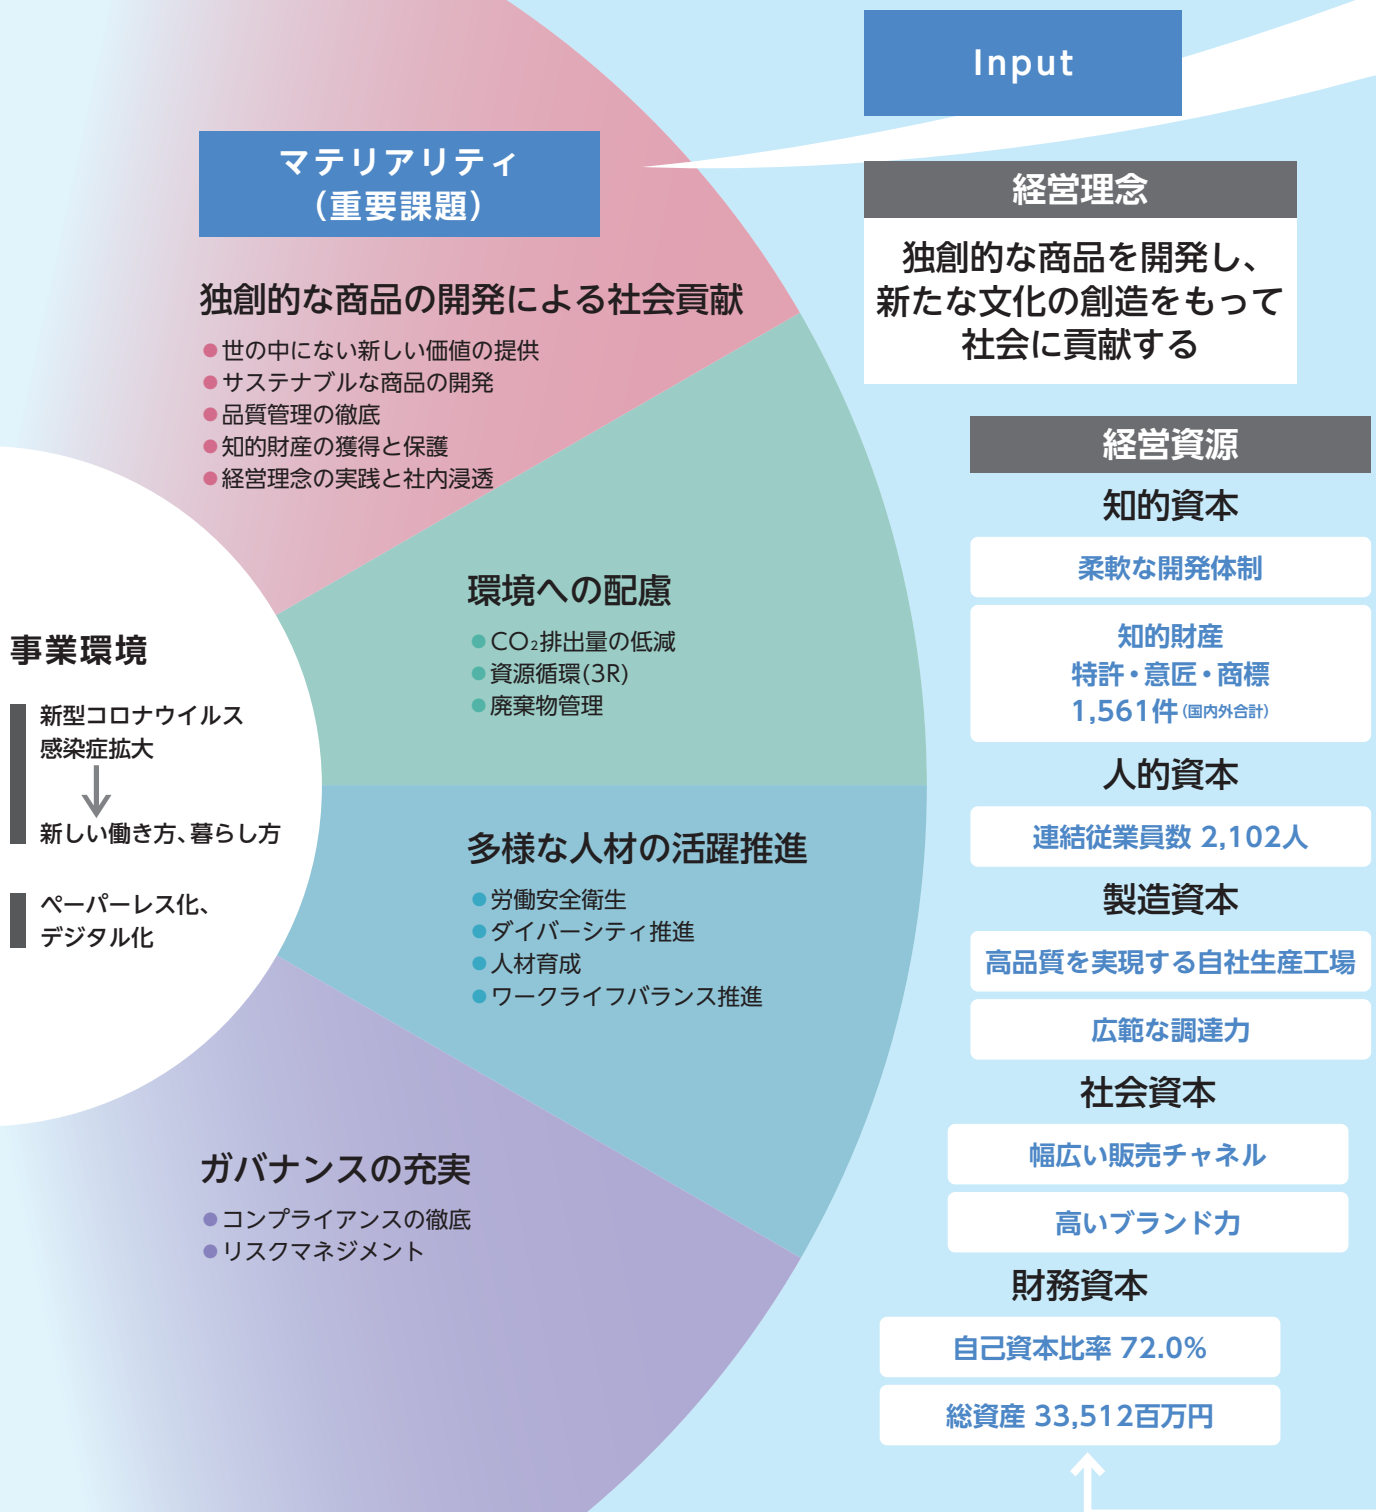 マテリアリティ
（重要課題）
独創的な商品の開発による社会貢献
●世の中にない新しい価値の提供
●サステナブルな商品の開発
●品質管理の徹底
●知的財産の獲得と保護
●経営理念の実践と社内浸透
環境への配慮
●CO₂排出量の低減
●資源循環(3R)
●廃棄物管理
事業環境
新型コロナウイルス
感染症拡大
↓
新しい働き方、暮らし方
ペーパーレス化、
デジタル化
多様な人材の活躍推進
●労働安全衛生
●ダイバーシティ推進
●人材育成
●ワークライフバランス推進
ガバナンスの充実
●コンプライアンスの徹底
●リスクマネジメント
Input
経営理念
独創的な商品を開発し、
新たな文化の創造をもって
社会に貢献する
経営資源
知的資本
柔軟な開発体制
知的財産
特許・意匠・商標
1,561件（国内外合計）
人的資本
連結従業員数 2,102人
製造資本
高品質を実現する自社生産工場
広範な調達力
社会資本
幅広い販売チャネル
高いブランド力
財務資本
自己資本比率 72.0%
総資産 33,512百万円